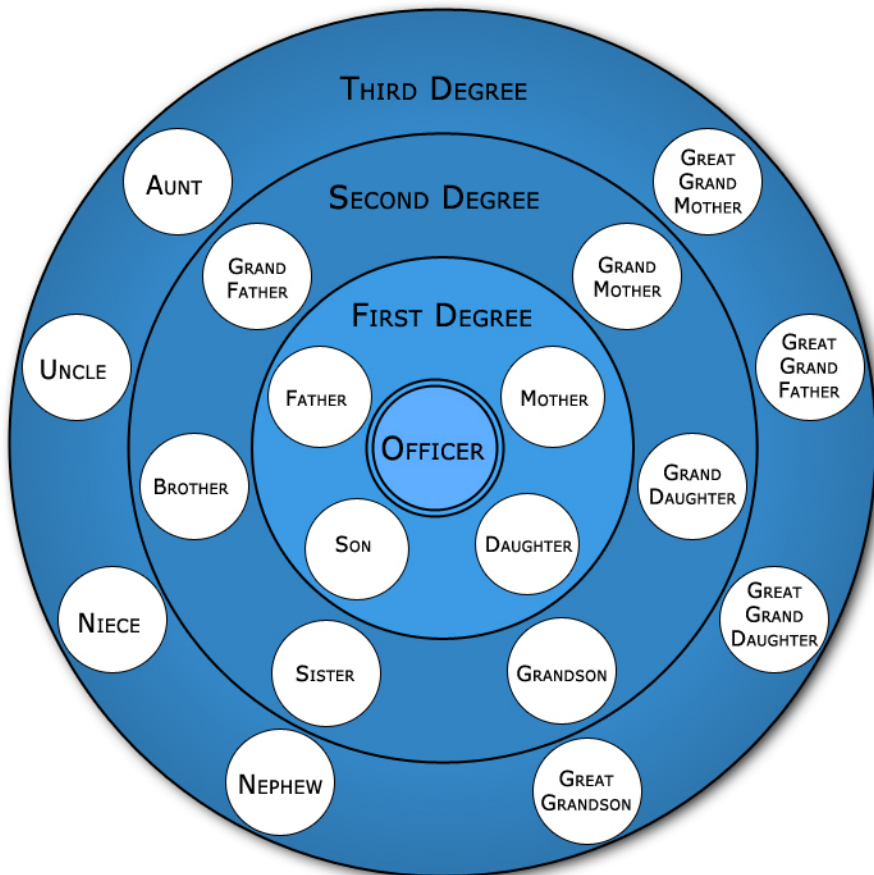 Third Degree
Aunt
Great
Grand
Mother
Second Degree
Grand
Father
Grand
Mother
First Degree
Uncle
Great
Grand
Father
Father
Mother
Officer
Brother
Grand
Daughter
Son
Daughter
Niece
Great
Grand
Daughter
Sister
Grandson
Nephew
Great
Grandson